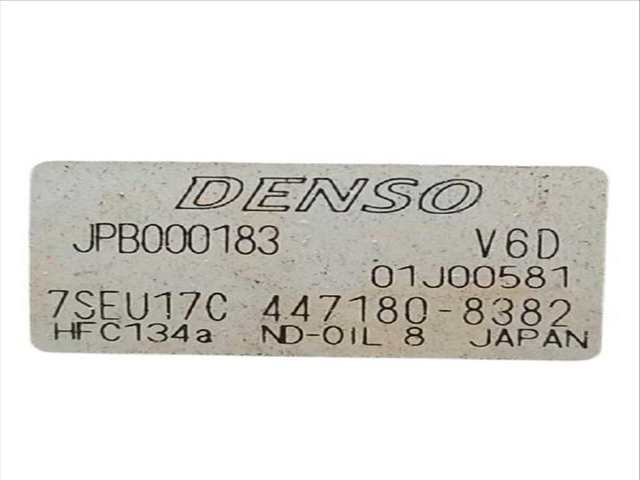 DENSO
JPB000183 V6D
01J00581
7SEU17C 447180-8382
HFC134a ND-OIL 8 JAPAN